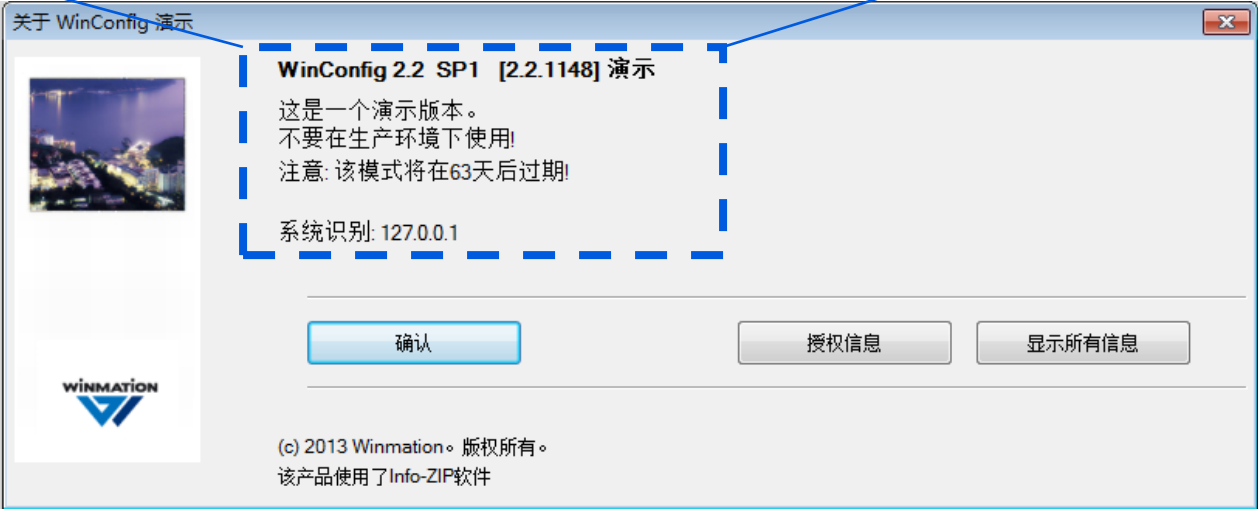 关于 WinConfig 演示
WinConfig 2.2 SP1 [2.2.1148] 演示
这是一个演示版本。
不要在生产环境下使用!
注意: 该模式将在63天后过期!
系统识别: 127.0.0.1
确认
授权信息
显示所有信息
WINMATION
(c) 2013 Winmation。版权所有。
该产品使用了Info-ZIP软件